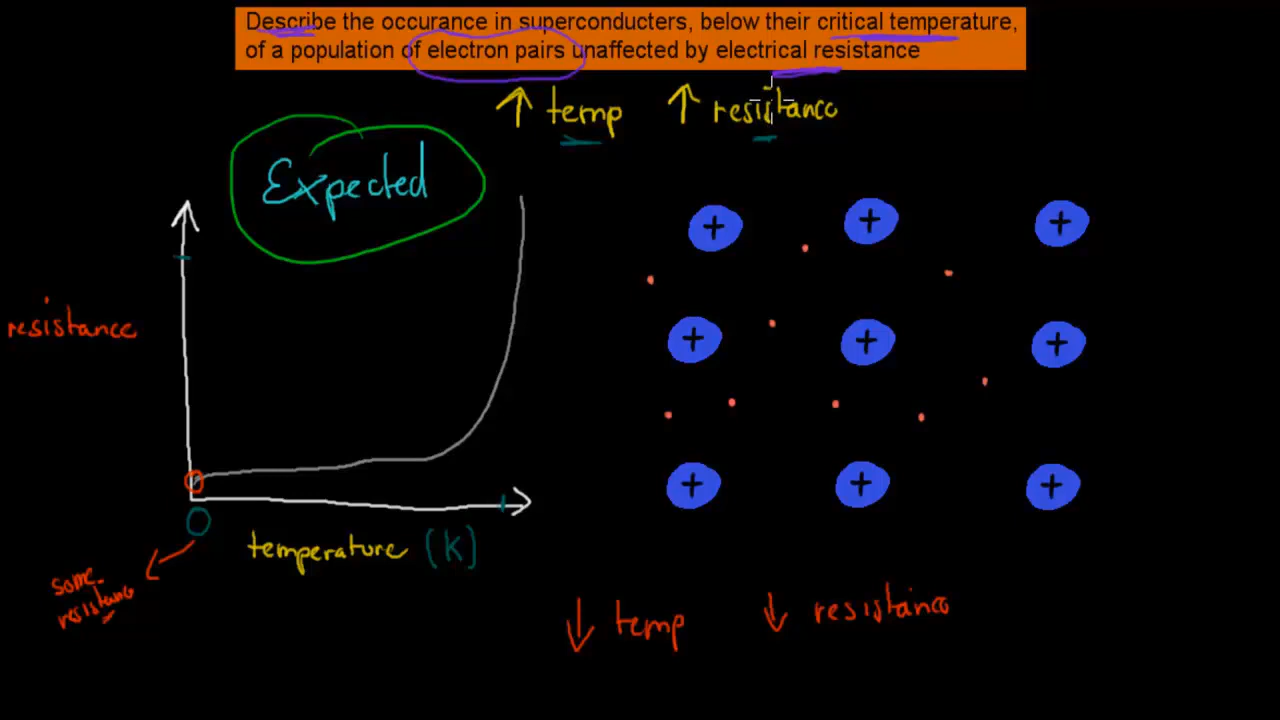 Describe the occurance in superconducters, below their critical temperature,
of a population of electron pairs unaffected by electrical resistance
↑ temp ↑ resistance
Expected
resistance
+ + +
+ + +
+ + +
O
temperature (K)
some
resistance
↓ temp ↓ resistance